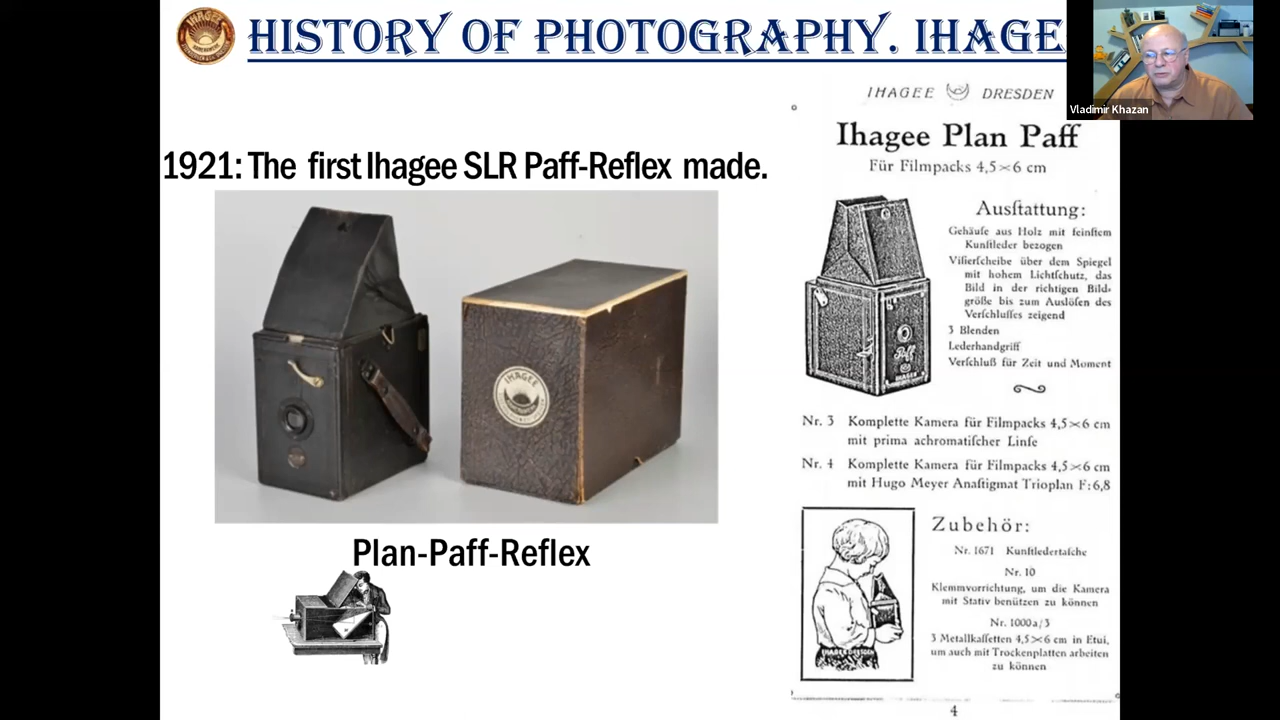 HISTORY OF PHOTOGRAPHY. IHAGE
Vladimir Khazan
1921: The first Ihagee SLR Paff-Reflex made.
IHAGEE
Plan-Paff-Reflex
IHAGEE DRESDEN
Ihagee Plan Paff
Für Filmpacks 4,5×6 cm
Ausſtattung:
Gehäuſe aus Holz mit feinſtem
Kunſtleder bezogen
Viſierſcheibe über dem Spiegel
mit hohem Lichtſchutz, das
Bild in der richtigen Bild-
größe bis zum Auslöſen des
Verſchluſſes zeigend
3 Blenden
Lederhandgriff
Verſchluß für Zeit und Moment
Paff
IHAGEE
Nr. 3 Komplette Kamera für Filmpacks 4,5×6 cm
mit prima achromatiſcher Linſe
Nr. 4 Komplette Kamera für Filmpacks 4,5×6 cm
mit Hugo Meyer Anaſtigmat Trioplan F:6,8
IHAGEE DRESDEN
Zubehör:
Nr. 1671 Kunſtledertaſche
Nr. 10
Klemmvorrichtung, um die Kamera
mit Stativ benützen zu können
Nr. 1000a/3
3 Metallkaſſetten 4,5×6 cm in Etui,
um auch mit Trockenplatten arbeiten
zu können
4